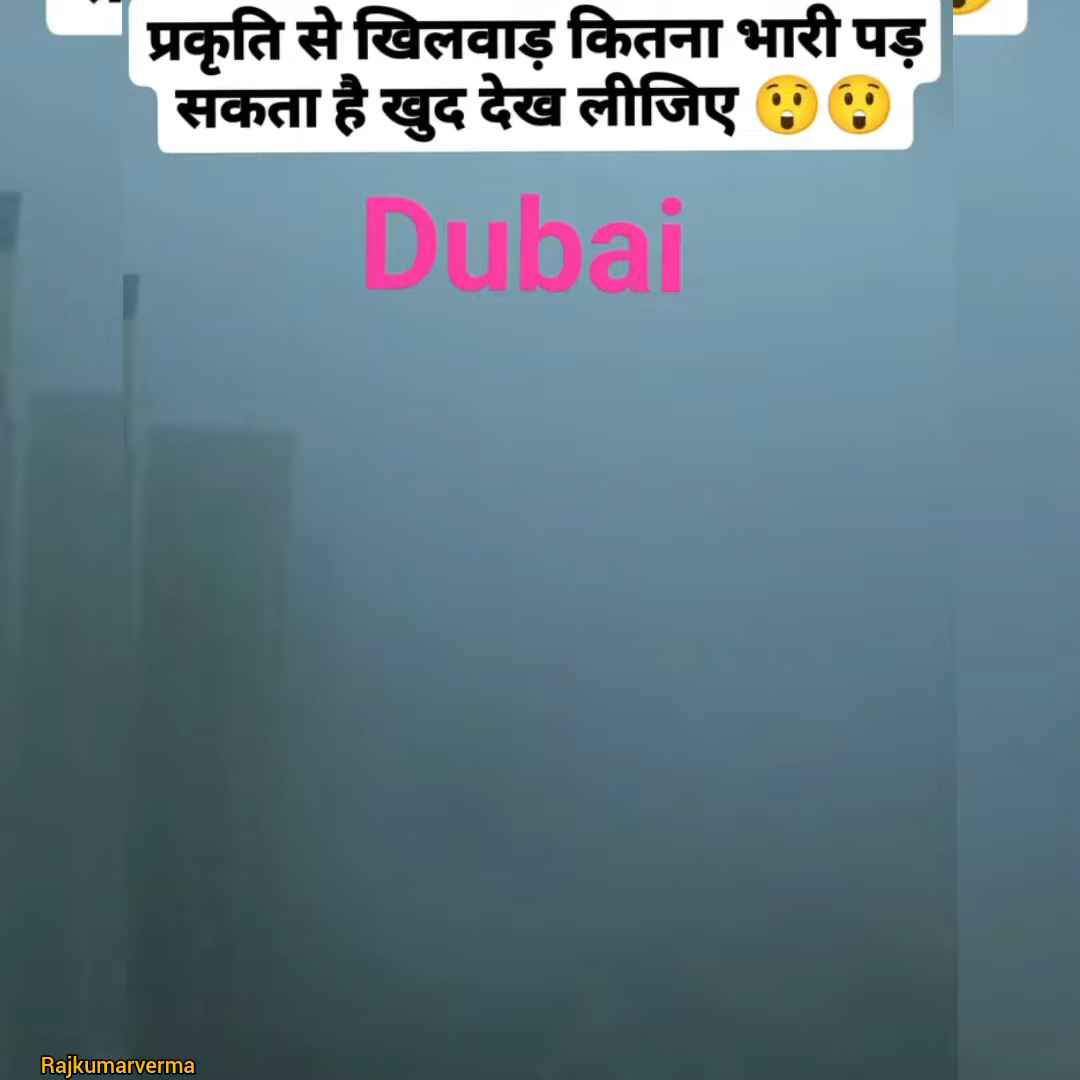 प्रकृति से खिलवाड़ कितना भारी पड़
सकता है खुद देख लीजिए 😲😲
Dubai
Rajkumarverma